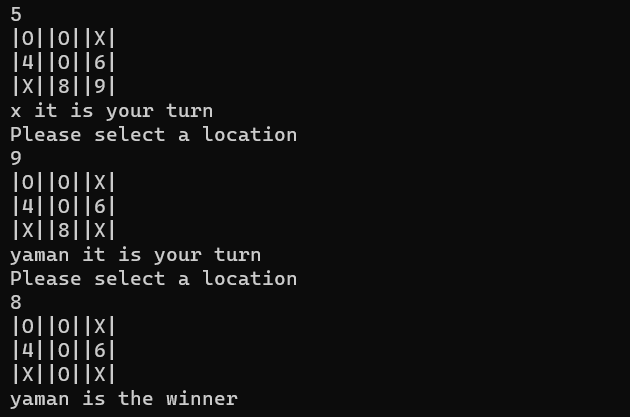 5
|O||O||X|
|4||O||6|
|X||8||9|
x it is your turn
Please select a location
9
|O||O||X|
|4||O||6|
|X||8||X|
yaman it is your turn
Please select a location
8
|O||O||X|
|4||O||6|
|X||O||X|
yaman is the winner